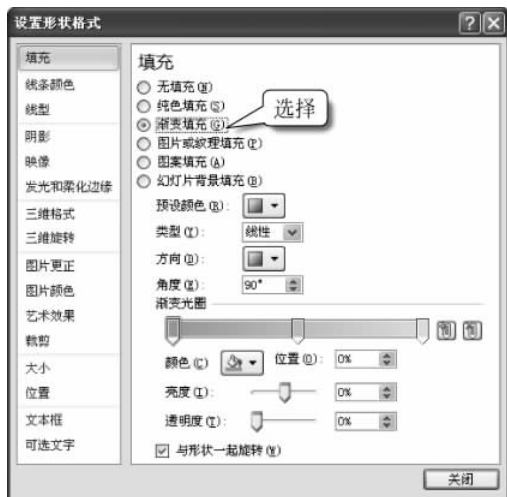 设置形状格式
填充
线条颜色
线型
阴影
映像
发光和柔化边缘
三维格式
三维旋转
图片更正
图片颜色
艺术效果
裁剪
大小
位置
文本框
可选文字
填充
无填充(N)
纯色填充(S)
渐变填充(G)
选择
图片或纹理填充(P)
图案填充(A)
幻灯片背景填充(B)
预设颜色(R):
类型(Y): 线性
方向(D):
角度(E): 90°
渐变光圈
颜色(C) 位置(O): 0%
亮度(I): 0%
透明度(T): 0%
与形状一起旋转(W)
关闭